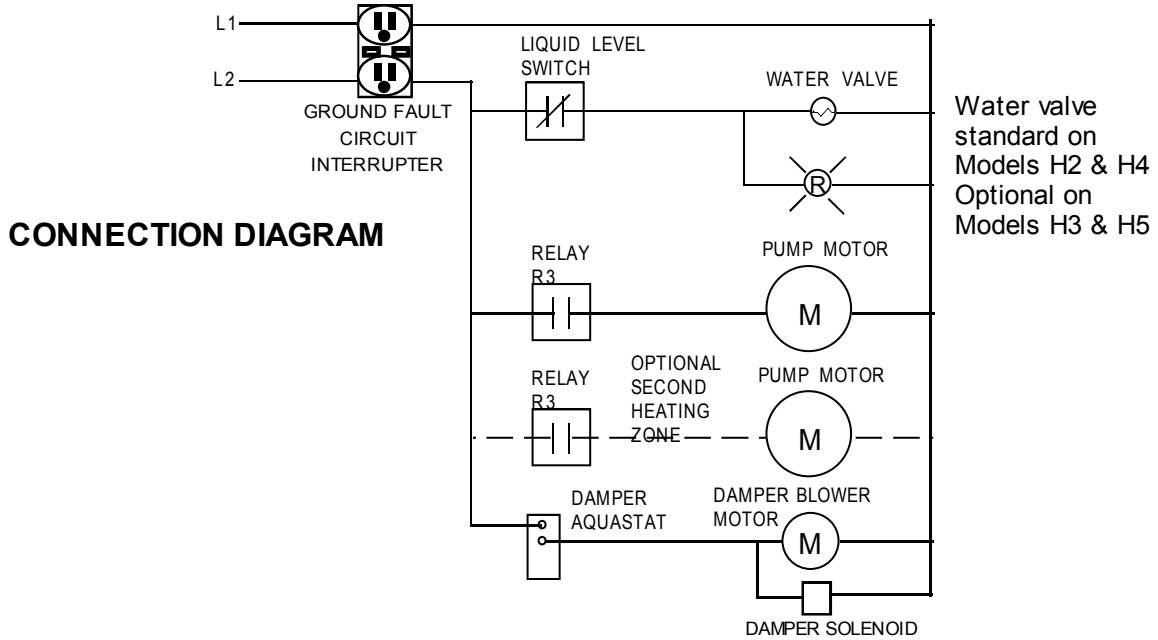 L1
L2
GROUND FAULT
CIRCUIT
INTERRUPTER
LIQUID LEVEL
SWITCH
WATER VALVE
R
Water valve
standard on
Models H2 & H4
Optional on
Models H3 & H5
CONNECTION DIAGRAM
RELAY
R3
PUMP MOTOR
M
RELAY
R3
OPTIONAL
SECOND
HEATING
ZONE
PUMP MOTOR
M
DAMPER
AQUASTAT
DAMPER BLOWER
MOTOR
M
DAMPER SOLENOID